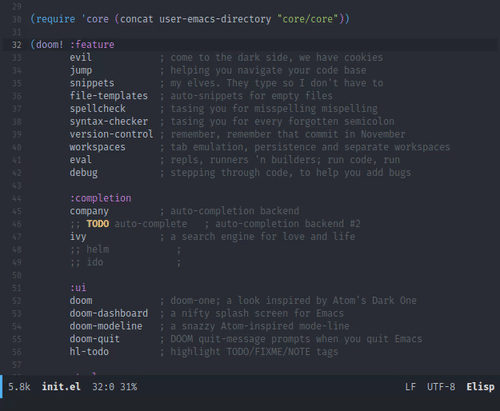 29
30 (require 'core (concat user-emacs-directory "core/core"))
31
32 (doom! :feature
33 evil ; come to the dark side, we have cookies
34 jump ; helping you navigate your code base
35 snippets ; my elves. They type so I don't have to
36 file-templates ; auto-snippets for empty files
37 spellcheck ; tasing you for misspelling mispelling
38 syntax-checker ; tasing you for every forgotten semicolon
39 version-control ; remember, remember that commit in November
40 workspaces ; tab emulation, persistence and separate workspaces
41 eval ; repls, runners 'n builders; run code, run
42 debug ; stepping through code, to help you add bugs
43
44 :completion
45 company ; auto-completion backend
46 ;; TODO auto-complete ; auto-completion backend #2
47 ivy ; a search engine for love and life
48 ;; helm ;
49 ;; ido ;
50
51 :ui
52 doom ; doom-one; a look inspired by Atom's Dark One
53 doom-dashboard ; a nifty splash screen for Emacs
54 doom-modeline ; a snazzy Atom-inspired mode-line
55 doom-quit ; DOOM quit-message prompts when you quit Emacs
56 hl-todo ; highlight TODO/FIXME/NOTE tags
5.8k init.el 32:0 31% LF UTF-8 Elisp